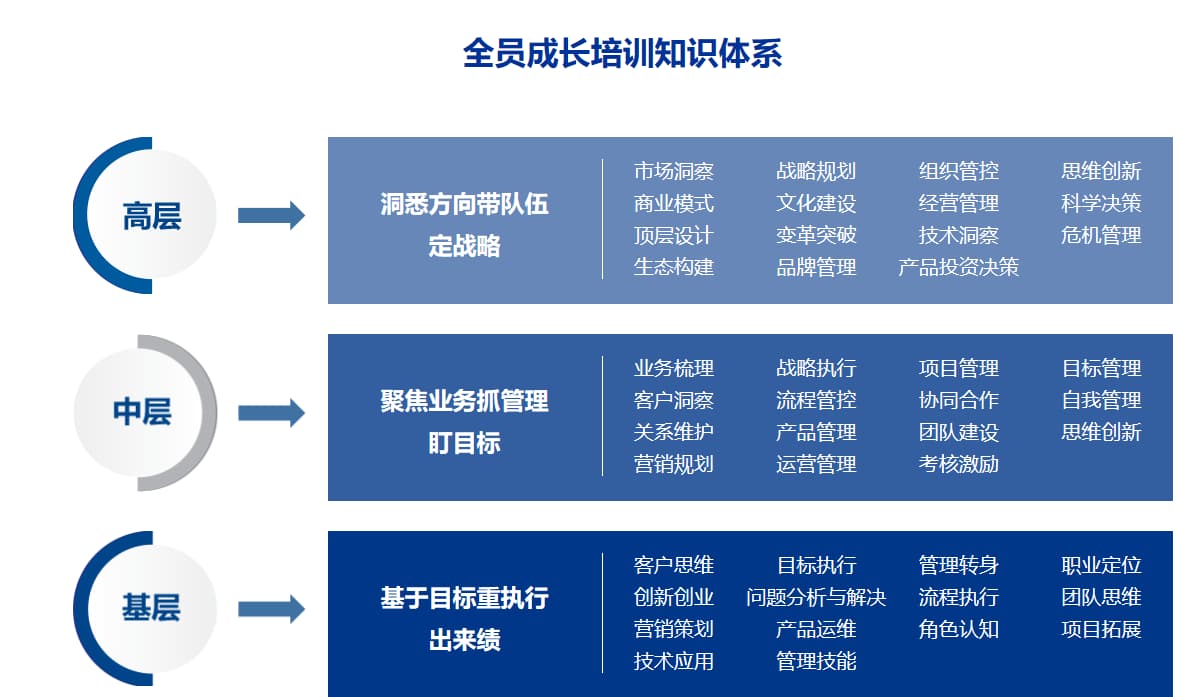 全员成长培训知识体系
高层
洞悉方向带队伍
定战略
市场洞察 战略规划 组织管控 思维创新
商业模式 文化建设 经营管理 科学决策
顶层设计 变革突破 技术洞察 危机管理
生态构建 品牌管理 产品投资决策
中层
聚焦业务抓管理
盯目标
业务梳理 战略执行 项目管理 目标管理
客户洞察 流程管控 协同合作 自我管理
关系维护 产品管理 团队建设 思维创新
营销规划 运营管理 考核激励
基层
基于目标重执行
出来绩
客户思维 目标执行 管理转身 职业定位
创新创业 问题分析与解决 流程执行 团队思维
营销策划 产品运维 角色认知 项目拓展
技术应用 管理技能